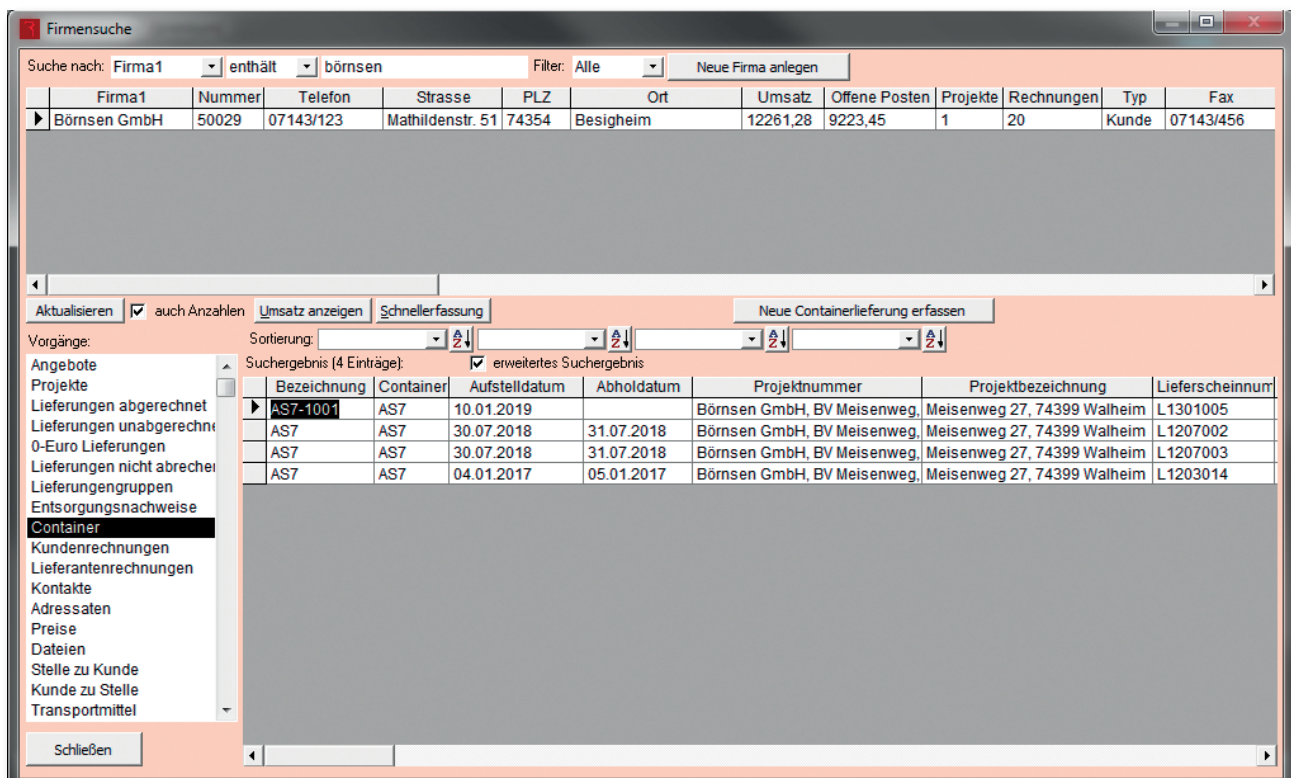 Firmensuche
Suche nach: Firma1 enthält börnsen Filter: Alle Neue Firma anlegen
Firma1 Nummer Telefon Strasse PLZ Ort Umsatz Offene Posten Projekte Rechnungen Typ Fax
Börnsen GmbH 50029 07143/123 Mathildenstr. 51 74354 Besigheim 12261,28 9223,45 1 20 Kunde 07143/456
Aktualisieren auch Anzahlen Umsatz anzeigen Schnellerfassung Neue Containerlieferung erfassen
Vorgänge: Sortierung:
Suchergebnis (4 Einträge): erweitertes Suchergebnis
Angebote
Projekte
Lieferungen abgerechnet
Lieferungen unabgerechne
0-Euro Lieferungen
Lieferungen nicht abrechen
Lieferungengruppen
Entsorgungsnachweise
Container
Kundenrechnungen
Lieferantenrechnungen
Kontakte
Adressaten
Preise
Dateien
Stelle zu Kunde
Kunde zu Stelle
Transportmittel
Bezeichnung Container Aufstelldatum Abholdatum Projektnummer Projektbezeichnung Lieferscheinnum
AS7-1001 AS7 10.01.2019 Börnsen GmbH, BV Meisenweg, Meisenweg 27, 74399 Walheim L1301005
AS7 AS7 30.07.2018 31.07.2018 Börnsen GmbH, BV Meisenweg, Meisenweg 27, 74399 Walheim L1207002
AS7 AS7 30.07.2018 31.07.2018 Börnsen GmbH, BV Meisenweg, Meisenweg 27, 74399 Walheim L1207003
AS7 AS7 04.01.2017 05.01.2017 Börnsen GmbH, BV Meisenweg, Meisenweg 27, 74399 Walheim L1203014
Schließen